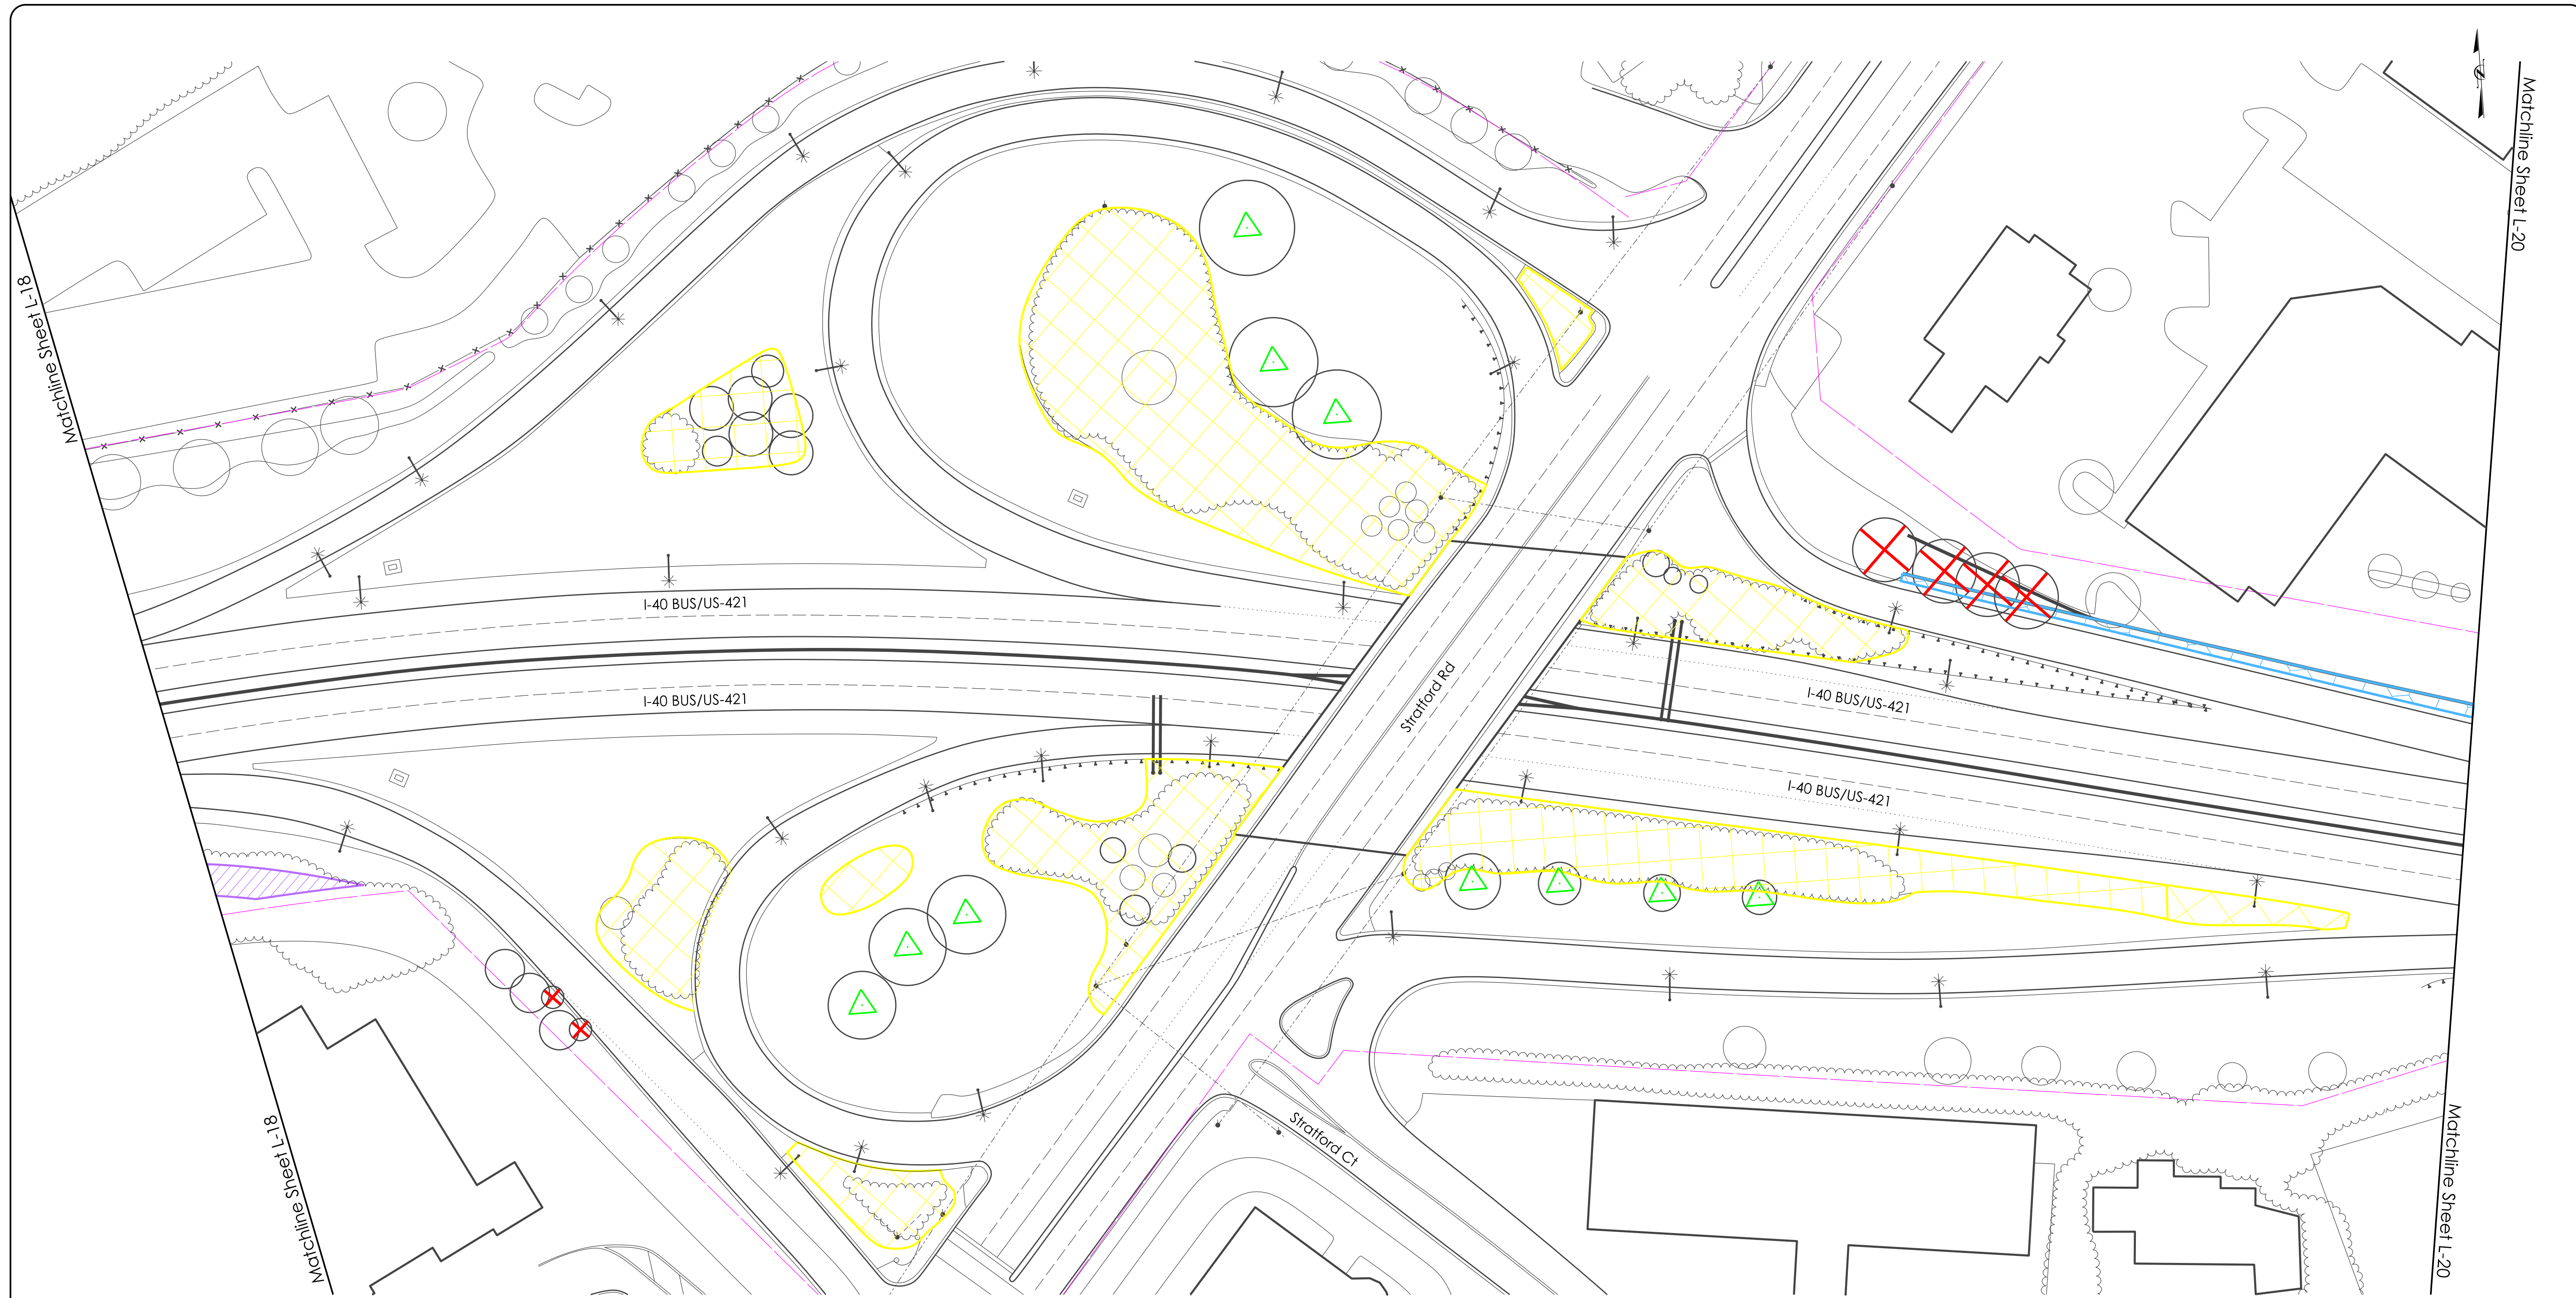 Matchline Sheet L-20
Matchline Sheet L-18
I-40 BUS/US-421
I-40 BUS/US-421
Stratford Rd
I-40 BUS/US-421
I-40 BUS/US-421
Stratford Ct
Matchline Sheet L-18
Matchline Sheet L-20